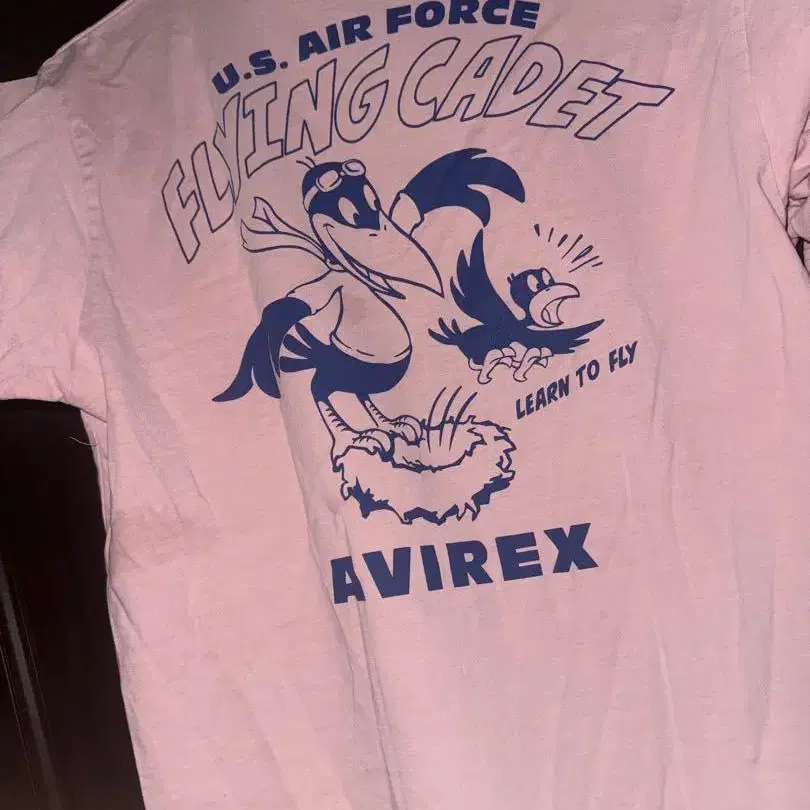 U.S. AIR FORCE
FLYING CADET
LEARN TO FLY
AVIREX